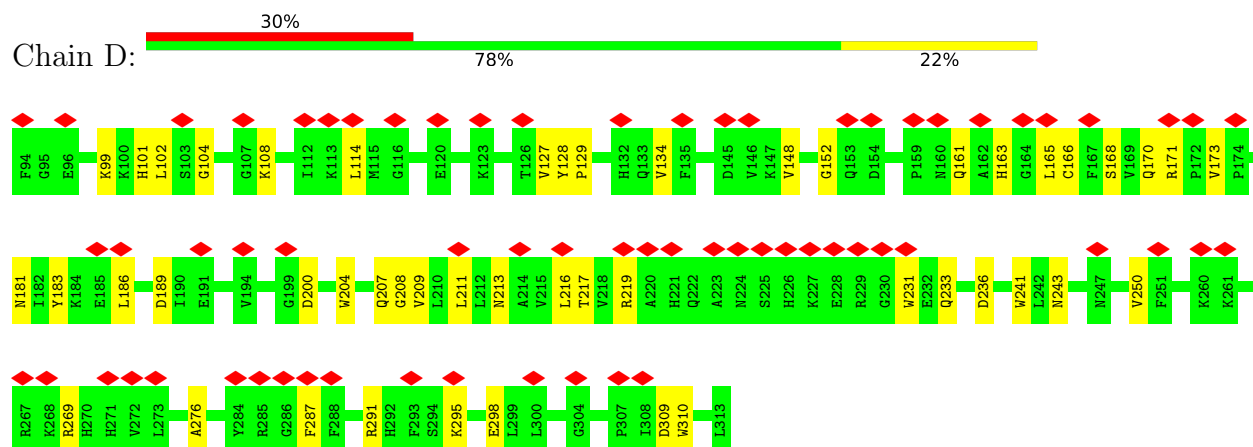 30%
Chain D:
78% 22%
F94 G95 E96 K99 K100 H101 L102 S103 G104 G107 K108 I112 K113 L114 M115 G116 E120 K123 T126 V127 Y128 P129 H132 Q133 V134 F135 D145 V146 K147 V148 G152 Q153 D154 P159 N160 Q161 A162 H163 G164 L165 C166 F167 S168 V169 Q170 R171 P172 V173 P174
N181 I182 Y183 K184 E185 L186 D189 I190 E191 V194 G199 D200 W204 Q207 G208 V209 L210 L211 L212 N213 A214 V215 L216 T217 V218 R219 A220 H221 Q222 A223 N224 S225 H226 K227 E228 R229 G230 W231 E232 Q233 D236 W241 L242 N243 N247 V250 F251 K260 K261
R267 K268 R269 H270 H271 V272 L273 A276 Y284 R285 G286 F287 F288 R291 H292 F293 S294 K295 E298 L299 L300 G304 P307 I308 D309 W310 L313